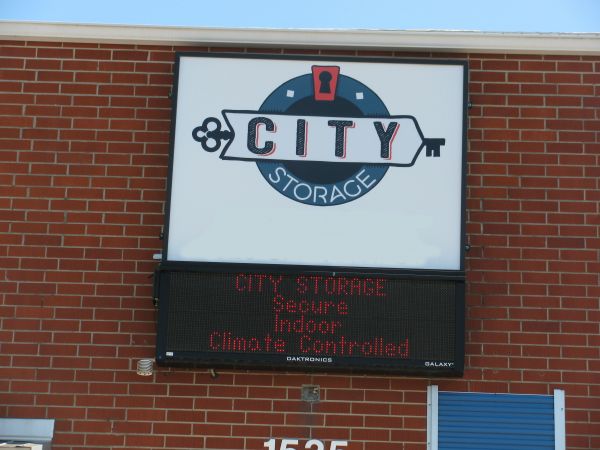 CITY
STORAGE
CITY STORAGE
Secure
Indoor
Climate Controlled
DAKTRONICS
GALAXY